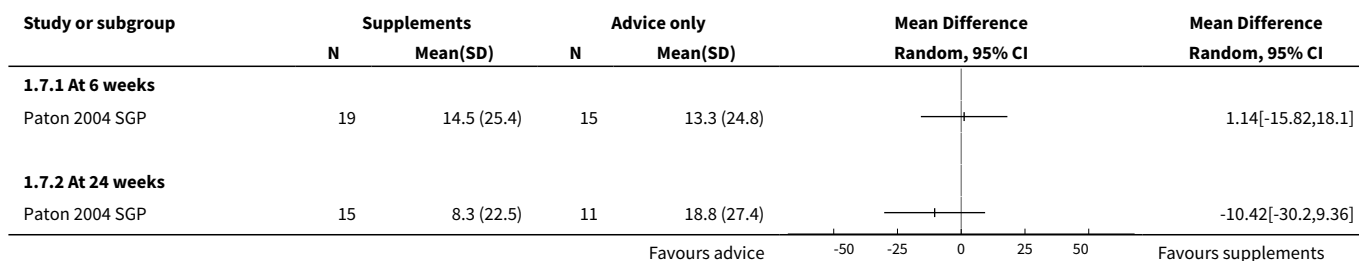 Study or subgroup Supplements Advice only Mean Difference Mean Difference
N Mean(SD) N Mean(SD) Random, 95% CI Random, 95% CI
1.7.1 At 6 weeks
Paton 2004 SGP 19 14.5 (25.4) 15 13.3 (24.8) 1.14[-15.82,18.1]
1.7.2 At 24 weeks
Paton 2004 SGP 15 8.3 (22.5) 11 18.8 (27.4) -10.42[-30.2,9.36]
Favours advice -50 -25 0 25 50 Favours supplements